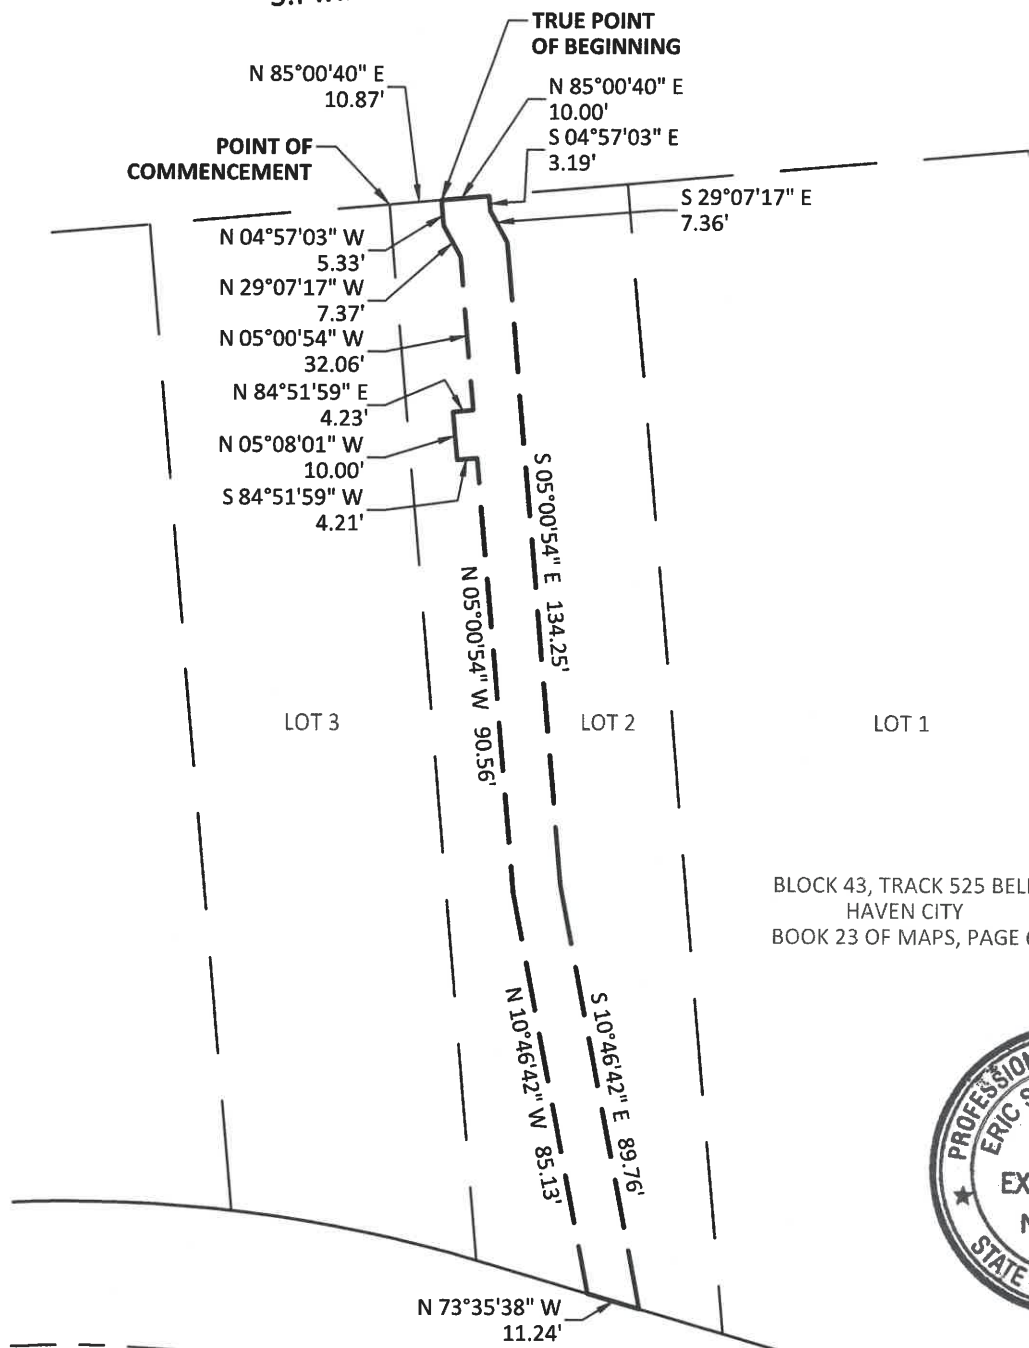 TRUE POINT
OF BEGINNING
N 85°00'40" E
10.87'
N 85°00'40" E
10.00'
S 04°57'03" E
3.19'
POINT OF
COMMENCEMENT
S 29°07'17" E
7.36'
N 04°57'03" W
5.33'
N 29°07'17" W
7.37'
N 05°00'54" W
32.06'
N 84°51'59" E
4.23'
N 05°08'01" W
10.00'
S 84°51'59" W
4.21'
S 05°00'54" E 134.25'
N 05°00'54" W 90.56'
LOT 3
LOT 2
LOT 1
BLOCK 43, TRACK 525 BELL
HAVEN CITY
BOOK 23 OF MAPS, PAGE
N 10°46'42" W 85.13'
S 10°46'42" E 89.76'
PROFESSION
ERIC S
EX
N
STATE
N 73°35'38" W
11.24'